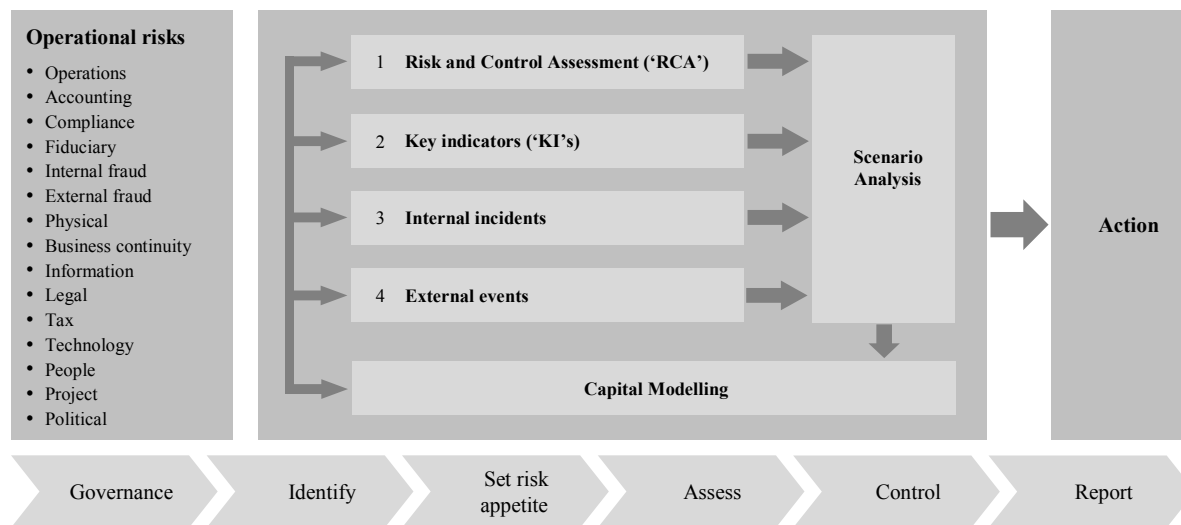 Operational risks
• Operations
• Accounting
• Compliance
• Fiduciary
• Internal fraud
• External fraud
• Physical
• Business continuity
• Information
• Legal
• Tax
• Technology
• People
• Project
• Political
1 Risk and Control Assessment (‘RCA’)
2 Key indicators (‘KI’s)
3 Internal incidents
4 External events
Scenario
Analysis
Capital Modelling
Action
Governance
Identify
Set risk
appetite
Assess
Control
Report